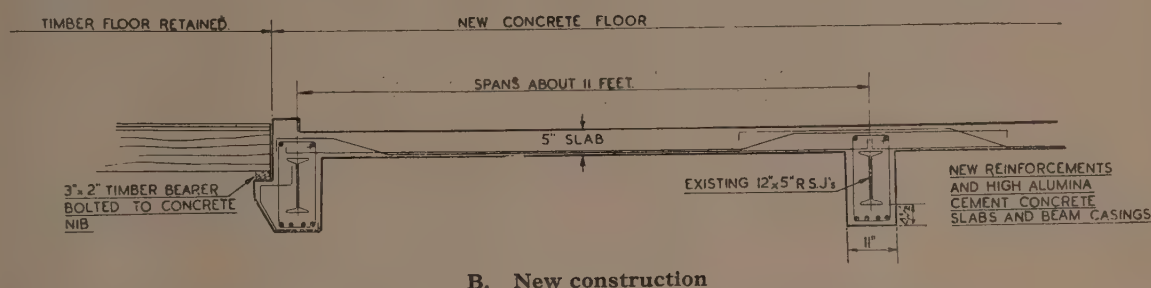 TIMBER FLOOR RETAINED.
NEW CONCRETE FLOOR
SPANS ABOUT 11 FEET.
5" SLAB
3"x 2" TIMBER BEARER
BOLTED TO CONCRETE
NIB
EXISTING 12"x5" R.S.J's
NEW REINFORCEMENTS
AND HIGH ALUMINA
CEMENT CONCRETE
SLABS AND BEAM CASINGS
11"
B. New construction